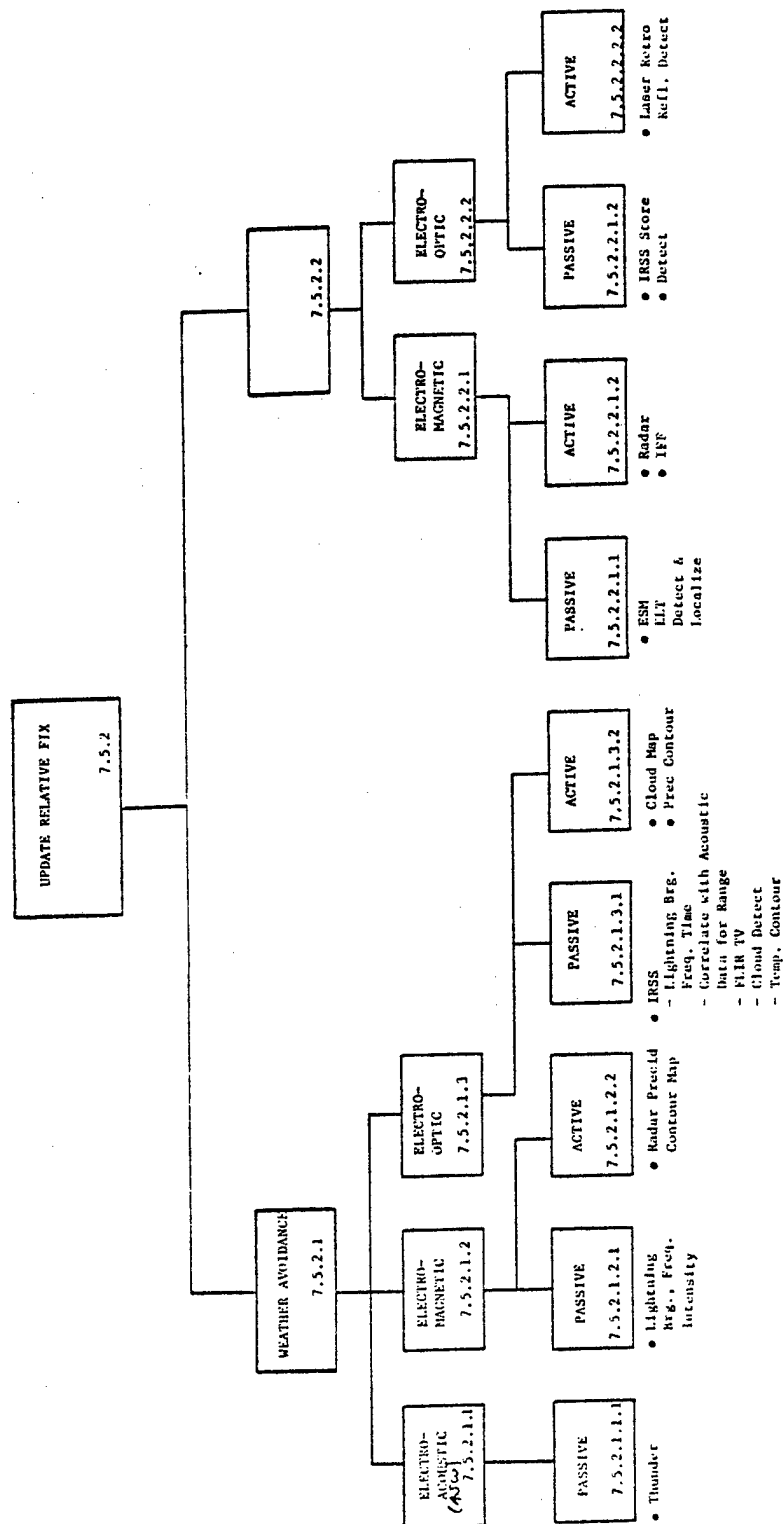 UPDATE RELATIVE FIX
7.5.2
WEATHER AVOIDANCE
7.5.2.1
7.5.2.2
ELECTRO-
ACOUSTIC
(ASW)
7.5.2.1.1
ELECTRO-
MAGNETIC
7.5.2.1.2
ELECTRO-
OPTIC
7.5.2.1.3
ELECTRO-
MAGNETIC
7.5.2.2.1
ELECTRO-
OPTIC
7.5.2.2.2
PASSIVE
7.5.2.1.1.1
PASSIVE
7.5.2.1.2.1
ACTIVE
7.5.2.1.2.2
PASSIVE
7.5.2.1.3.1
ACTIVE
7.5.2.1.3.2
PASSIVE
7.5.2.2.1.1
ACTIVE
7.5.2.2.1.2
PASSIVE
7.5.2.2.1.2
ACTIVE
7.5.2.2.2.2
• Thunder
• Lightning
Brg., Freq.
Intensity
• Radar Precid
Contour Map
• IRSS
- Lightning Brg.
Freq. Time
- Correlate with Acoustic
Data for Range
- FLIR TV
- Cloud Detect
- Temp. Contour
• Cloud Map
• Prec Contour
• ESM
ELT
Detect &
Localize
• Radar
• IFF
• IRSS Store
• Detect
• Laser Retro
Refl. Detect